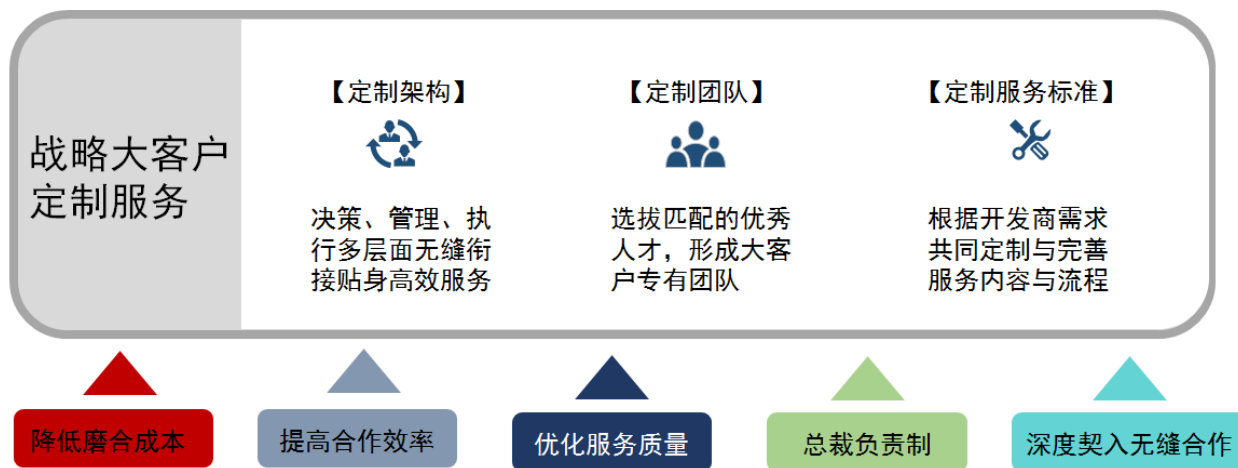 战略大客户
定制服务
【定制架构】
决策、管理、执
行多层面无缝衔
接贴身高效服务
【定制团队】
选拔匹配的优秀
人才，形成大客
户专有团队
【定制服务标准】
根据开发商需求
共同定制与完善
服务内容与流程
降低磨合成本
提高合作效率
优化服务质量
总裁负责制
深度契入无缝合作